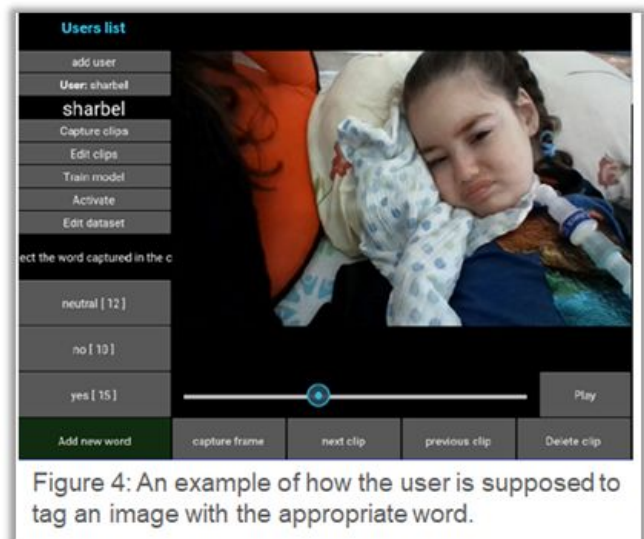 Users list
add user
User: sharbel
sharbel
Capture clips
Edit clips
Train model
Activate
Edit dataset
ect the word captured in the c
neutral [ 12 ]
no [ 10 ]
yes [ 15 ]
Play
Add new word
capture frame
next clip
previous clip
Delete clip
Figure 4: An example of how the user is supposed to
tag an image with the appropriate word.